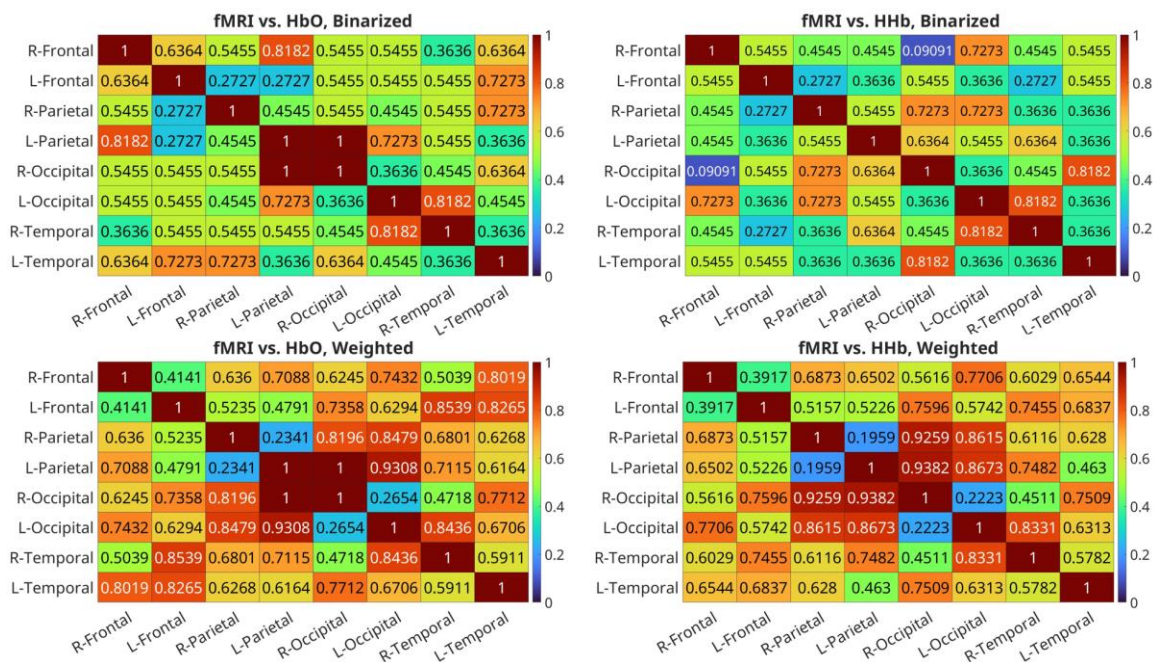 fMRI vs. HbO, Binarized
R-Frontal 1 0.6364 0.5455 0.8182 0.5455 0.5455 0.3636 0.6364
L-Frontal 0.6364 1 0.2727 0.2727 0.5455 0.5455 0.5455 0.7273
R-Parietal 0.5455 0.2727 1 0.4545 0.5455 0.4545 0.5455 0.7273
L-Parietal 0.8182 0.2727 0.4545 1 1 0.7273 0.5455 0.3636
R-Occipital 0.5455 0.5455 0.5455 1 1 0.3636 0.4545 0.6364
L-Occipital 0.5455 0.5455 0.4545 0.7273 0.3636 1 0.8182 0.4545
R-Temporal 0.3636 0.5455 0.5455 0.5455 0.4545 0.8182 1 0.3636
L-Temporal 0.6364 0.7273 0.7273 0.3636 0.6364 0.4545 0.3636 1
R-Frontal L-Frontal R-Parietal L-Parietal R-Occipital L-Occipital R-Temporal L-Temporal
1
0.8
0.6
0.4
0.2
0
fMRI vs. HHb, Binarized
R-Frontal 1 0.5455 0.4545 0.4545 0.09091 0.7273 0.4545 0.5455
L-Frontal 0.5455 1 0.2727 0.3636 0.5455 0.3636 0.2727 0.5455
R-Parietal 0.4545 0.2727 1 0.5455 0.7273 0.7273 0.3636 0.3636
L-Parietal 0.4545 0.3636 0.5455 1 0.6364 0.5455 0.6364 0.3636
R-Occipital 0.09091 0.5455 0.7273 0.6364 1 0.3636 0.4545 0.8182
L-Occipital 0.7273 0.3636 0.7273 0.5455 0.3636 1 0.8182 0.3636
R-Temporal 0.4545 0.2727 0.3636 0.6364 0.4545 0.8182 1 0.3636
L-Temporal 0.5455 0.5455 0.3636 0.3636 0.8182 0.3636 0.3636 1
R-Frontal L-Frontal R-Parietal L-Parietal R-Occipital L-Occipital R-Temporal L-Temporal
1
0.8
0.6
0.4
0.2
0
fMRI vs. HbO, Weighted
R-Frontal 1 0.4141 0.636 0.7088 0.6245 0.7432 0.5039 0.8019
L-Frontal 0.4141 1 0.5235 0.4791 0.7358 0.6294 0.8539 0.8265
R-Parietal 0.636 0.5235 1 0.2341 0.8196 0.8479 0.6801 0.6268
L-Parietal 0.7088 0.4791 0.2341 1 1 0.9308 0.7115 0.6164
R-Occipital 0.6245 0.7358 0.8196 1 1 0.2654 0.4718 0.7712
L-Occipital 0.7432 0.6294 0.8479 0.9308 0.2654 1 0.8436 0.6706
R-Temporal 0.5039 0.8539 0.6801 0.7115 0.4718 0.8436 1 0.5911
L-Temporal 0.8019 0.8265 0.6268 0.6164 0.7712 0.6706 0.5911 1
R-Frontal L-Frontal R-Parietal L-Parietal R-Occipital L-Occipital R-Temporal L-Temporal
1
0.8
0.6
0.4
0.2
0
fMRI vs. HHb, Weighted
R-Frontal 1 0.3917 0.6873 0.6502 0.5616 0.7706 0.6029 0.6544
L-Frontal 0.3917 1 0.5157 0.5226 0.7596 0.5742 0.7455 0.6837
R-Parietal 0.6873 0.5157 1 0.1959 0.9259 0.8615 0.6116 0.628
L-Parietal 0.6502 0.5226 0.1959 1 0.9382 0.8673 0.7482 0.463
R-Occipital 0.5616 0.7596 0.9259 0.9382 1 0.2223 0.4511 0.7509
L-Occipital 0.7706 0.5742 0.8615 0.8673 0.2223 1 0.8331 0.6313
R-Temporal 0.6029 0.7455 0.6116 0.7482 0.4511 0.8331 1 0.5782
L-Temporal 0.6544 0.6837 0.628 0.463 0.7509 0.6313 0.5782 1
R-Frontal L-Frontal R-Parietal L-Parietal R-Occipital L-Occipital R-Temporal L-Temporal
1
0.8
0.6
0.4
0.2
0